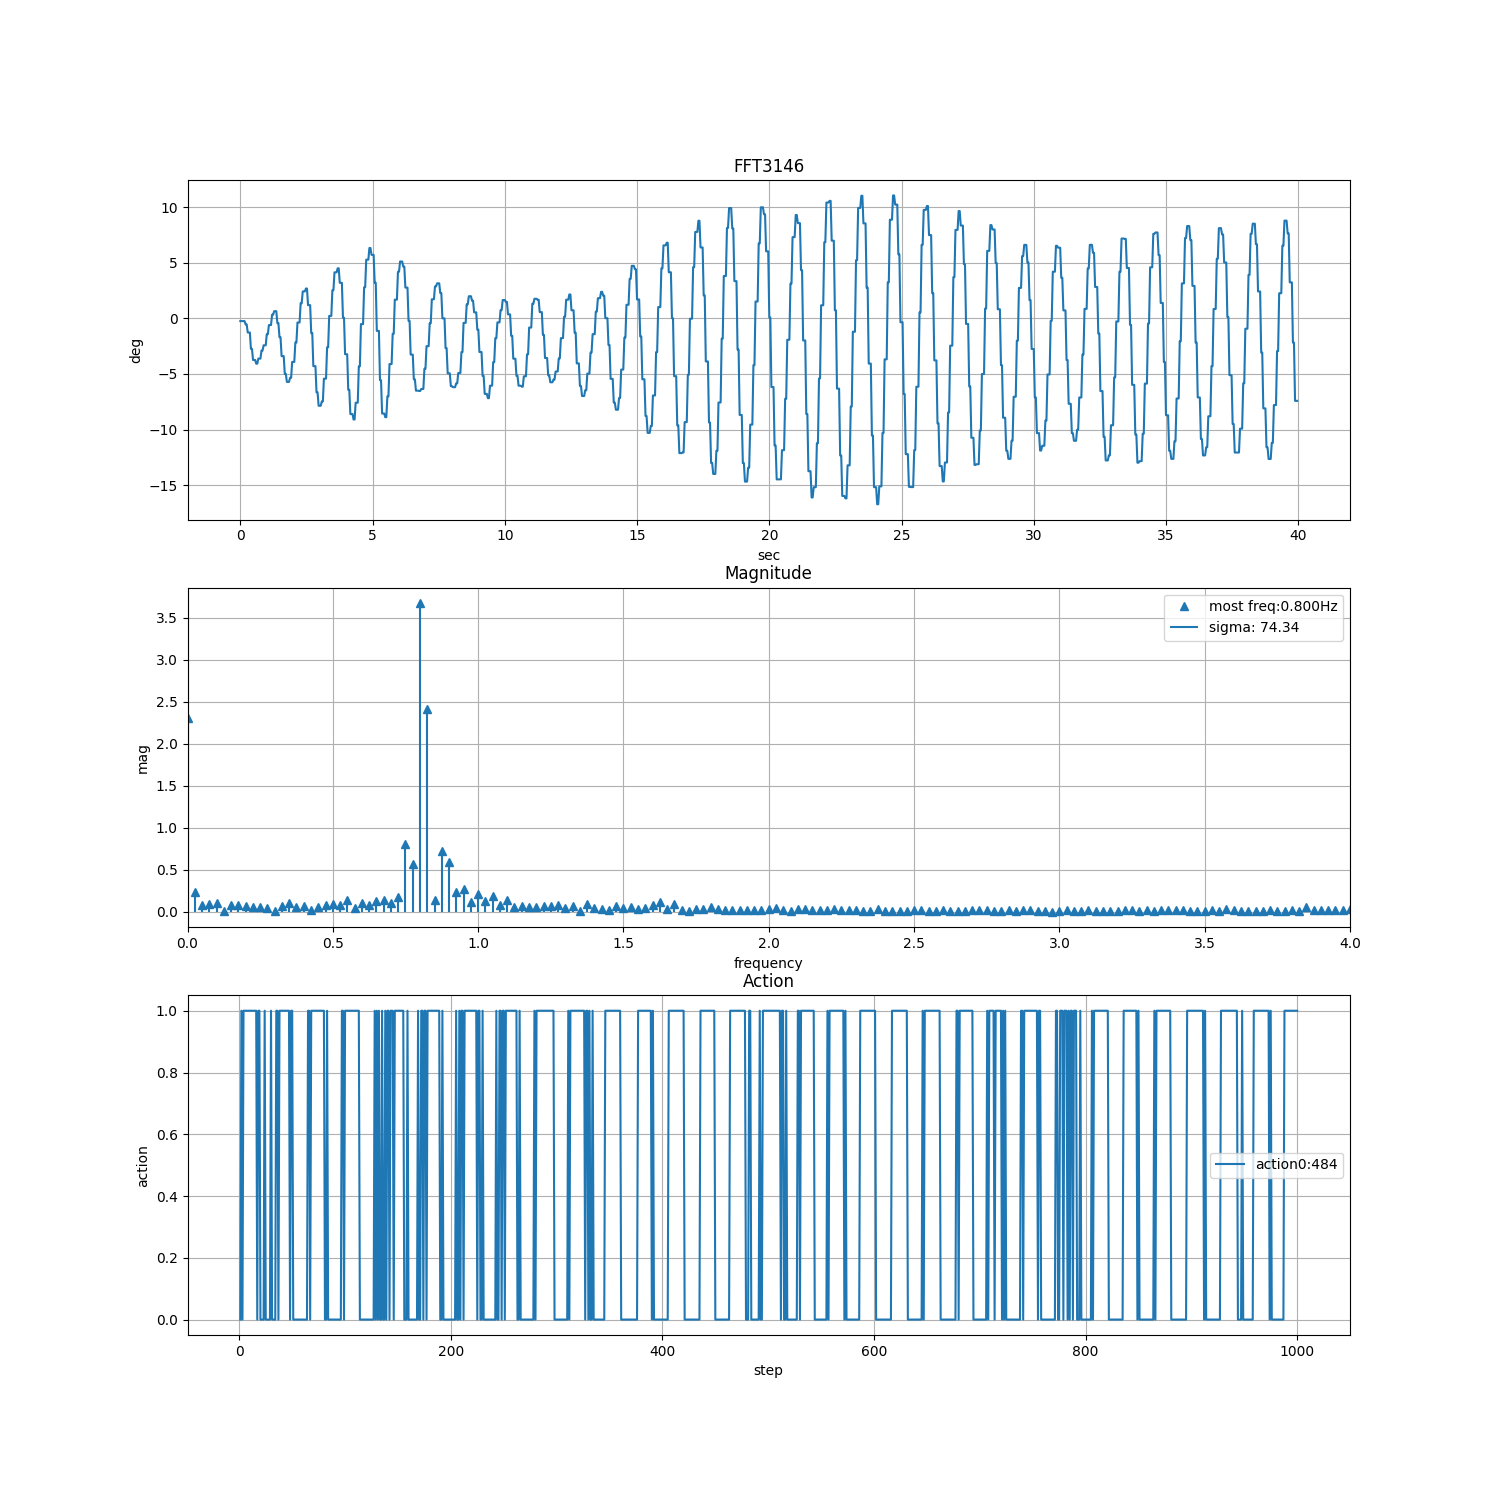 FFT3146
10
5
0
−5
−10
−15
deg
0 5 10 15 20 25 30 35 40
sec
Magnitude
3.5
3.0
2.5
2.0
1.5
1.0
0.5
0.0
mag
most freq:0.800Hz
sigma: 74.34
0.0 0.5 1.0 1.5 2.0 2.5 3.0 3.5 4.0
frequency
Action
1.0
0.8
0.6
0.4
0.2
0.0
action
action0:484
0 200 400 600 800 1000
step